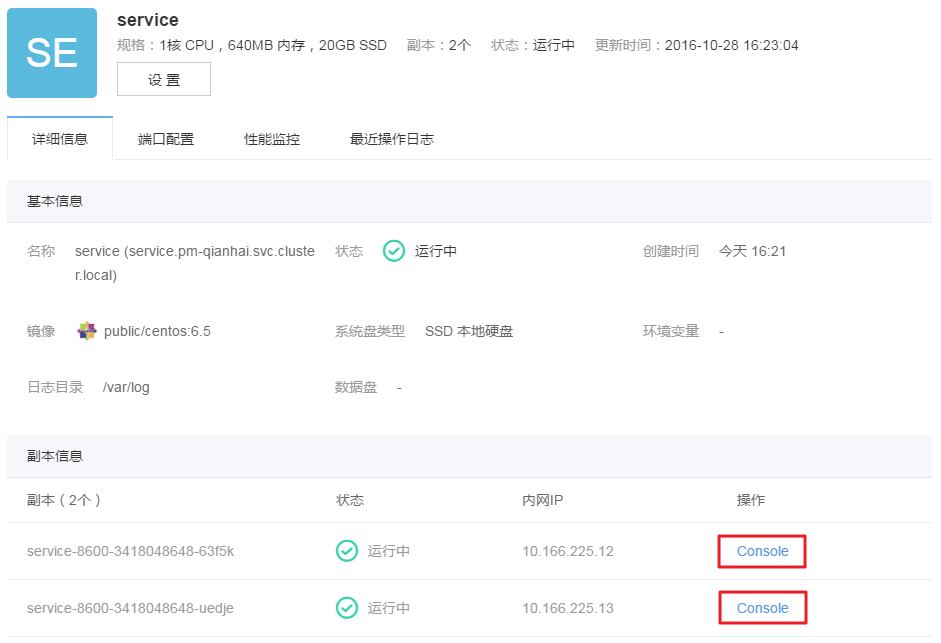 SE
service
规格：1核 CPU，640MB 内存，20GB SSD 副本：2个 状态：运行中 更新时间：2016-10-28 16:23:04
设 置
详细信息 端口配置 性能监控 最近操作日志
基本信息
名称 service (service.pm-qianhai.svc.cluste 状态 运行中 创建时间 今天 16:21
r.local)
镜像 public/centos:6.5 系统盘类型 SSD 本地硬盘 环境变量 -
日志目录 /var/log 数据盘 -
副本信息
副本（2个） 状态 内网IP 操作
service-8600-3418048648-63f5k 运行中 10.166.225.12 Console
service-8600-3418048648-uedje 运行中 10.166.225.13 Console